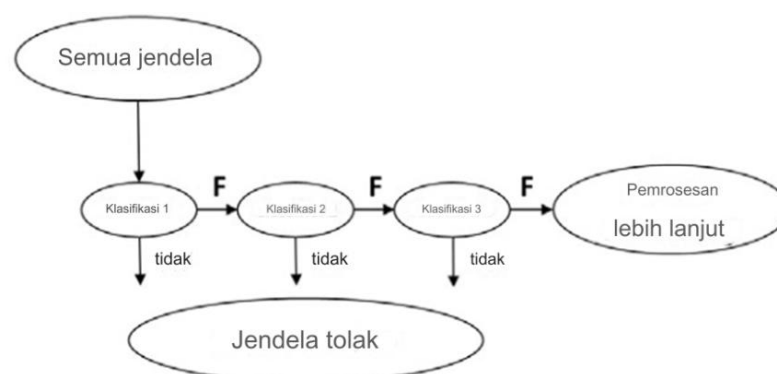 Semua jendela
F
F
F
Klasifikasi 1
Klasifikasi 2
Klasifikasi 3
Pemrosesan
lebih lanjut
tidak
tidak
tidak
Jendela tolak